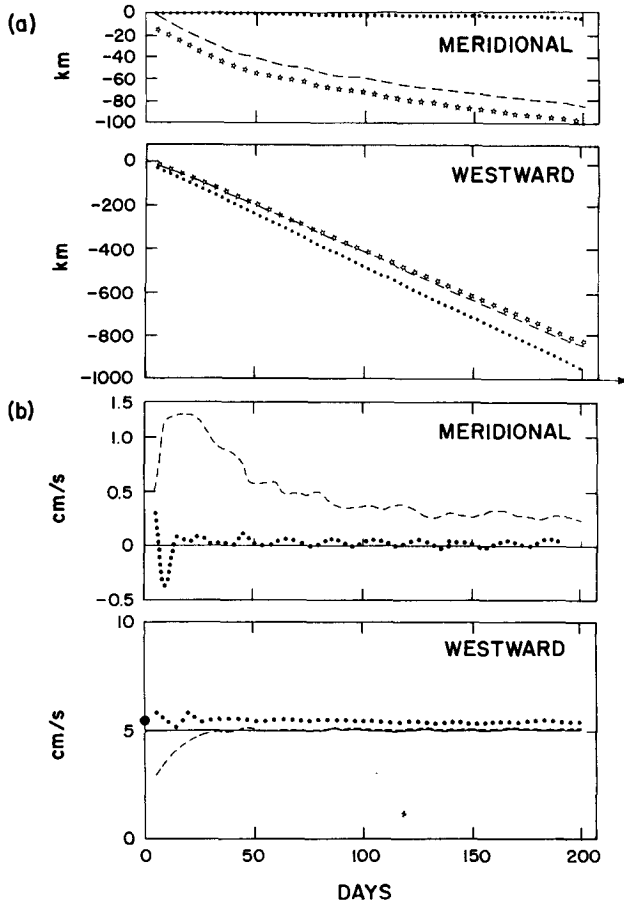 (a)
0
-20
-40
-60
-80
-100
km
MERIDIONAL
0
-200
-400
-600
-800
-1000
km
WESTWARD
(b)
1.5
1.0
0.5
0
-0.5
cm/s
MERIDIONAL
10
5
0
cm/s
WESTWARD
0 50 100 150 200
DAYS